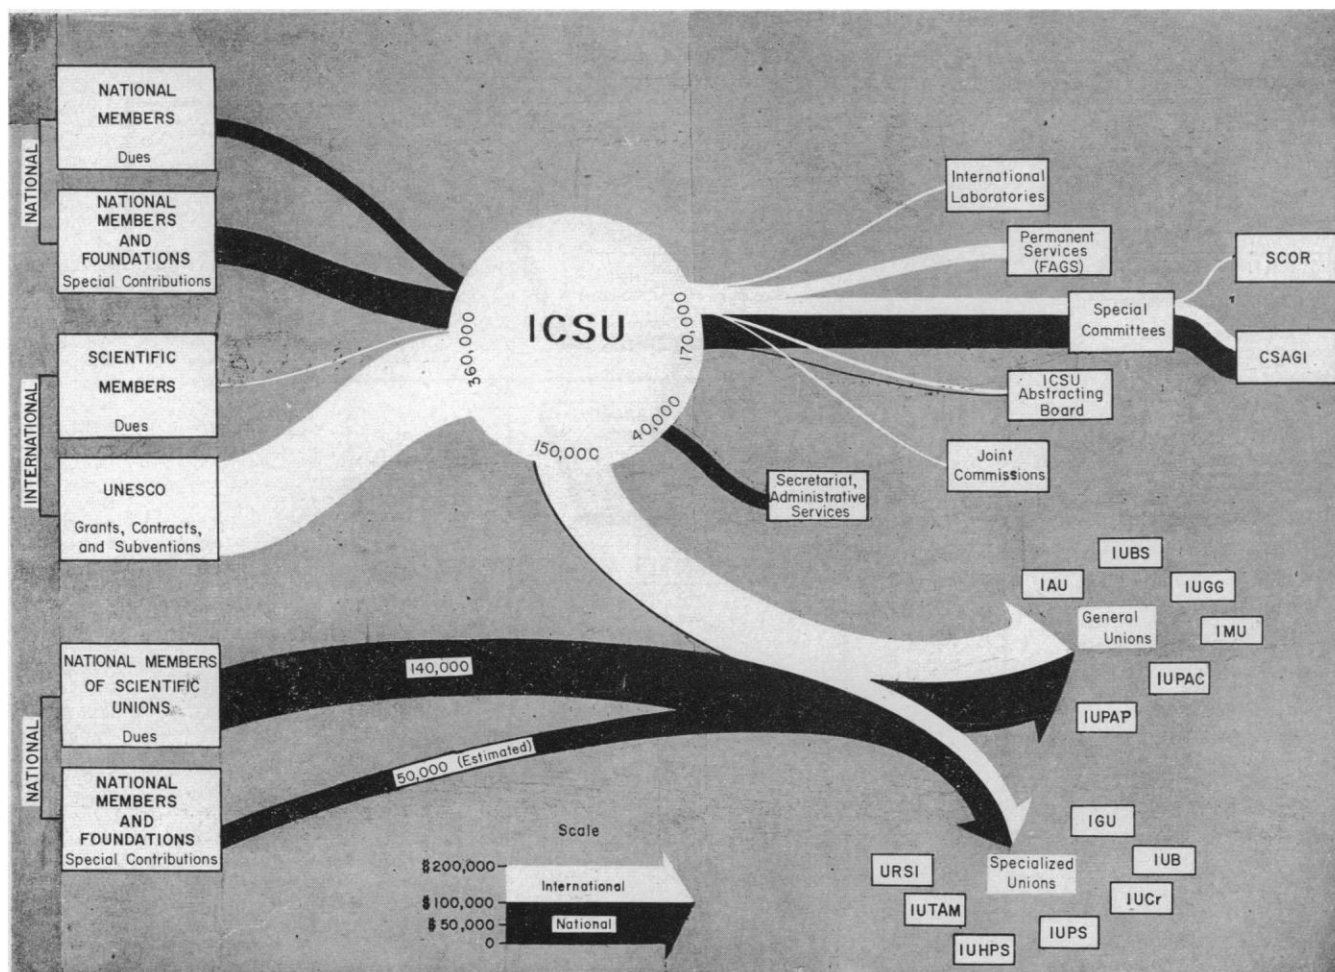 NATIONAL
NATIONAL
MEMBERS
Dues
NATIONAL
MEMBERS
AND
FOUNDATIONS
Special Contributions
INTERNATIONAL
SCIENTIFIC
MEMBERS
Dues
UNESCO
Grants, Contracts,
and Subventions
NATIONAL
NATIONAL MEMBERS
OF SCIENTIFIC
UNIONS
Dues
NATIONAL
MEMBERS
AND
FOUNDATIONS
Special Contributions
ICSU
360,000
170,000
40,000
150,000
International
Laboratories
Permanent
Services
(FAGS)
Special
Committees
SCOR
CSAGI
ICSU
Abstracting
Board
Joint
Commissions
Secretariat,
Administrative
Services
140,000
50,000 (Estimated)
IUBS
IAU
IUGG
General
Unions
IMU
IUPAC
IUPAP
IGU
IUB
Specialized
Unions
URSI
IUCr
IUTAM
IUPS
IUHPS
Scale
$200,000
International
$100,000
$50,000
National
0